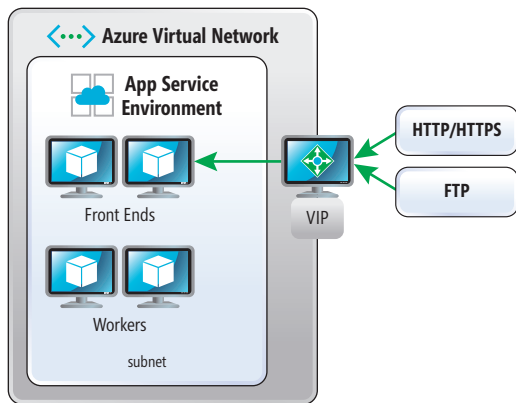 Azure Virtual Network
App Service
Environment
Front Ends
Workers
subnet
VIP
HTTP/HTTPS
FTP